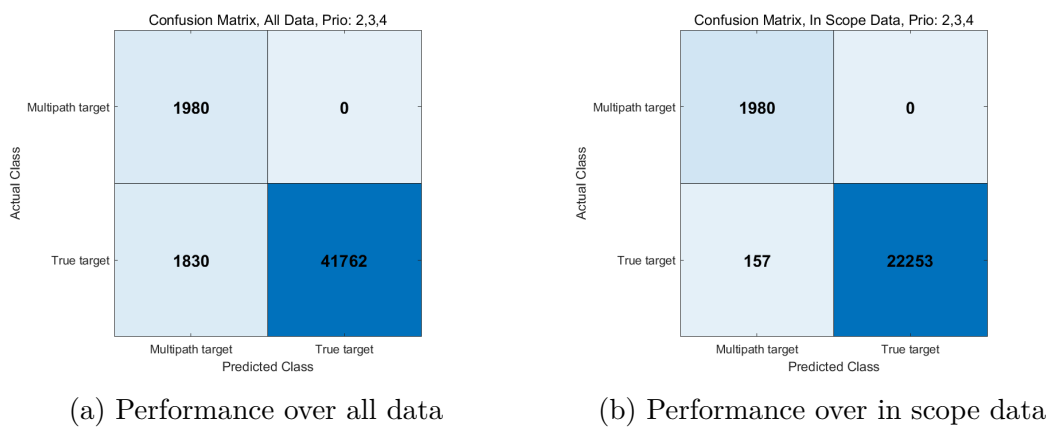 Confusion Matrix, All Data, Prio: 2,3,4
Actual Class
Multipath target
1980
0
True target
1830
41762
Multipath target
True target
Predicted Class
(a) Performance over all data
Confusion Matrix, In Scope Data, Prio: 2,3,4
Actual Class
Multipath target
1980
0
True target
157
22253
Multipath target
True target
Predicted Class
(b) Performance over in scope data